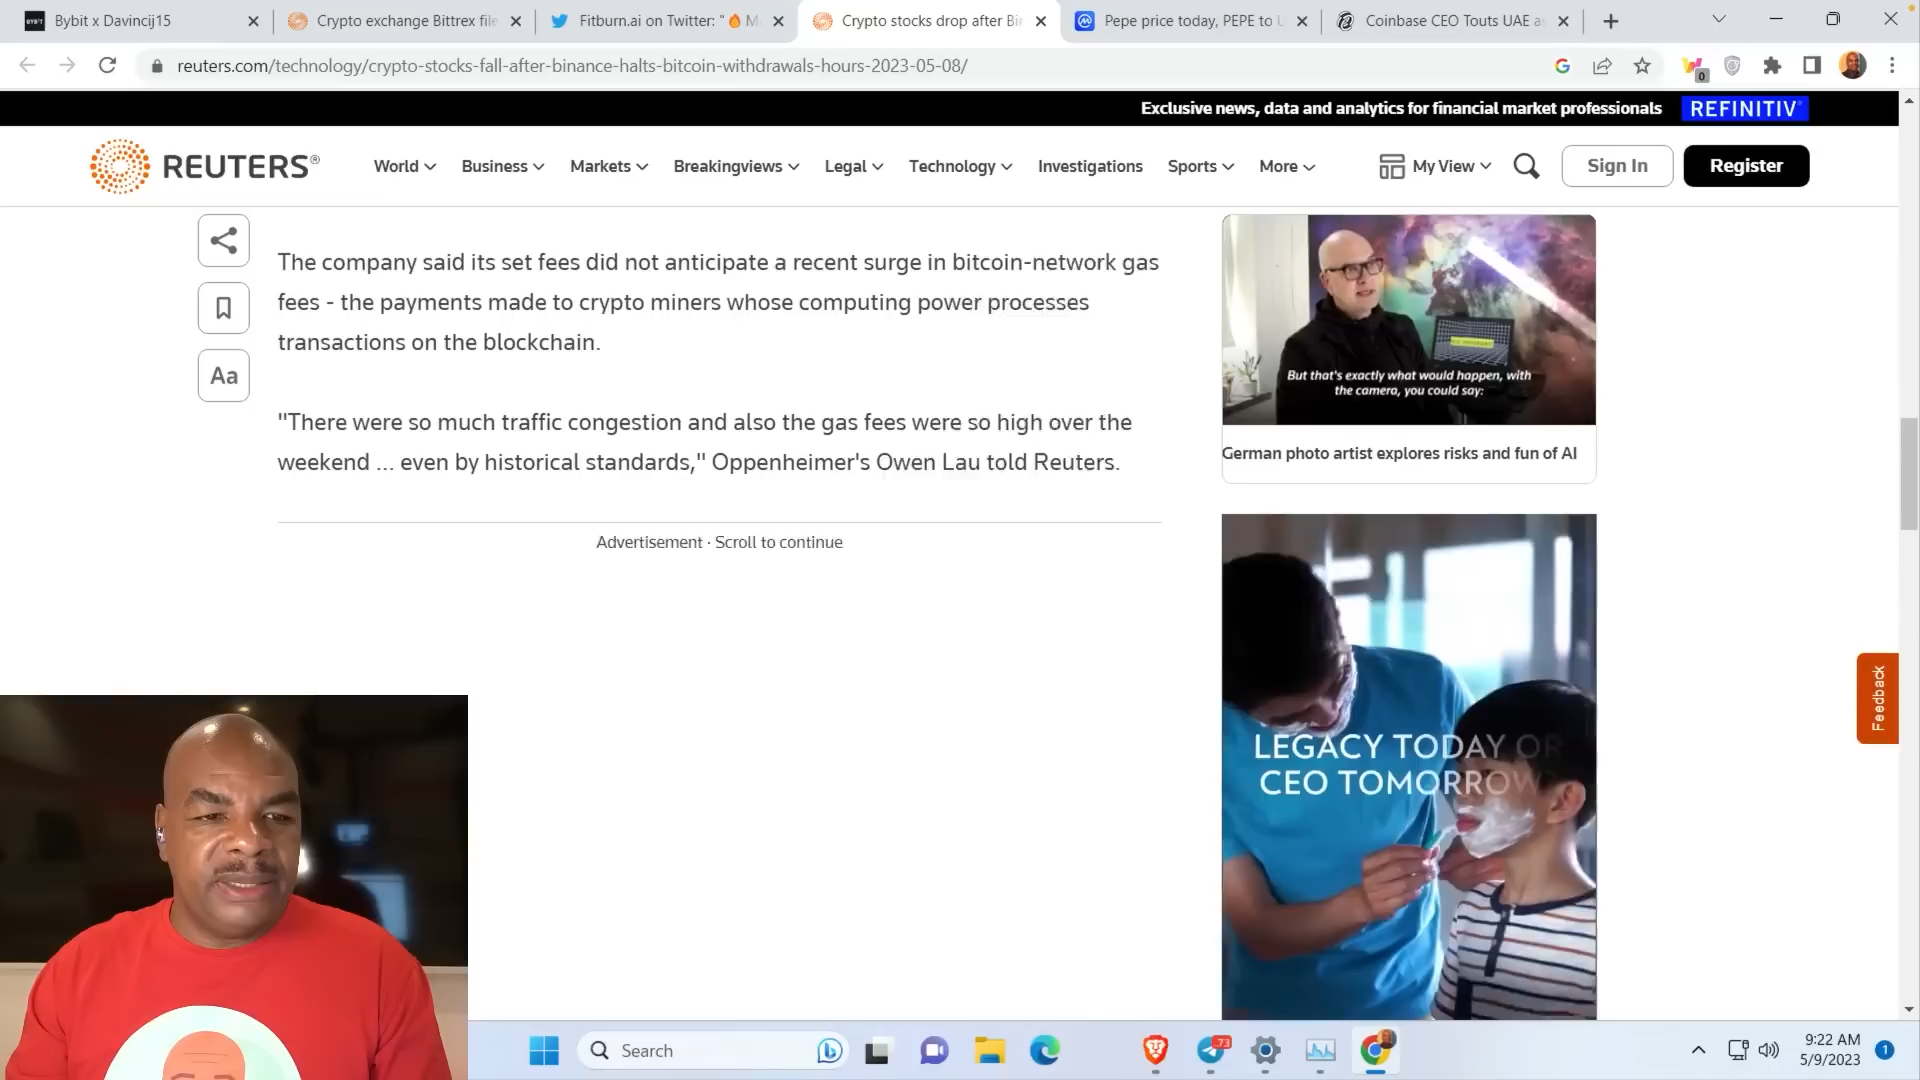 Bybit x Davincij15
Crypto exchange Bittrex file
Fitburn.ai on Twitter: "🔥 M
Crypto stocks drop after Bi
Pepe price today, PEPE to U
Coinbase CEO Touts UAE a
reuters.com/technology/crypto-stocks-fall-after-binance-halts-bitcoin-withdrawals-hours-2023-05-08/
0
Exclusive news, data and analytics for financial market professionals REFINITIV
REUTERS®
World Business Markets Breakingviews Legal Technology Investigations Sports More My View Sign In Register
The company said its set fees did not anticipate a recent surge in bitcoin-network gas
fees - the payments made to crypto miners whose computing power processes
transactions on the blockchain.
Aa
"There were so much traffic congestion and also the gas fees were so high over the
weekend ... even by historical standards," Oppenheimer's Owen Lau told Reuters.
Advertisement · Scroll to continue
But that's exactly what would happen, with
the camera, you could say:
German photo artist explores risks and fun of AI
LEGACY TODAY OR
CEO TOMORROW
Feedback
Search
73
9:22 AM
5/9/2023
1